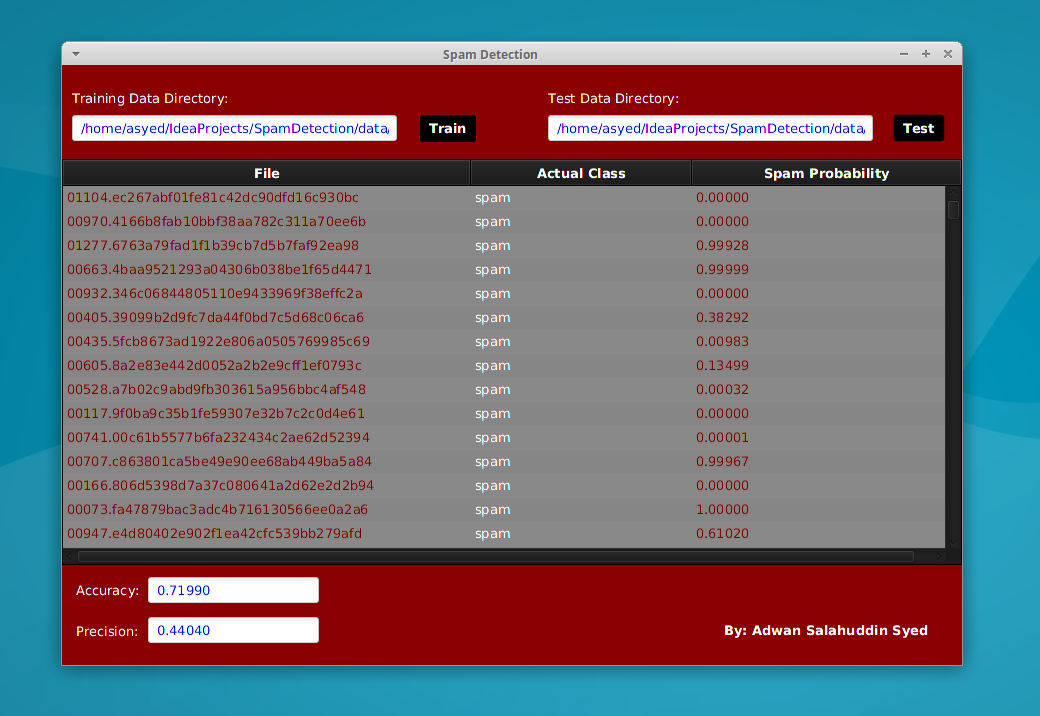 Spam Detection
Training Data Directory: Test Data Directory:
/home/asyed/IdeaProjects/SpamDetection/data, Train /home/asyed/IdeaProjects/SpamDetection/data, Test
File Actual Class Spam Probability
01104.ec267abf01fe81c42dc90dfd16c930bc spam 0.00000
00970.4166b8fab10bbf38aa782c311a70ee6b spam 0.00000
01277.6763a79fad1f1b39cb7d5b7faf92ea98 spam 0.99928
00663.4baa9521293a04306b038be1f65d4471 spam 0.99999
00932.346c06844805110e9433969f38effc2a spam 0.00000
00405.39099b2d9fc7da44f0bd7c5d68c06ca6 spam 0.38292
00435.5fcb8673ad1922e806a0505769985c69 spam 0.00983
00605.8a2e83e442d0052a2b2e9cff1ef0793c spam 0.13499
00528.a7b02c9abd9fb303615a956bbc4af548 spam 0.00032
00117.9f0ba9c35b1fe59307e32b7c2c0d4e61 spam 0.00000
00741.00c61b5577b6fa232434c2ae62d52394 spam 0.00001
00707.c863801ca5be49e90ee68ab449ba5a84 spam 0.99967
00166.806d5398d7a37c080641a2d62e2d2b94 spam 0.00000
00073.fa47879bac3adc4b716130566ee0a2a6 spam 1.00000
00947.e4d80402e902f1ea42cfc539bb279afd spam 0.61020
Accuracy: 0.71990
Precision: 0.44040 By: Adwan Salahuddin Syed